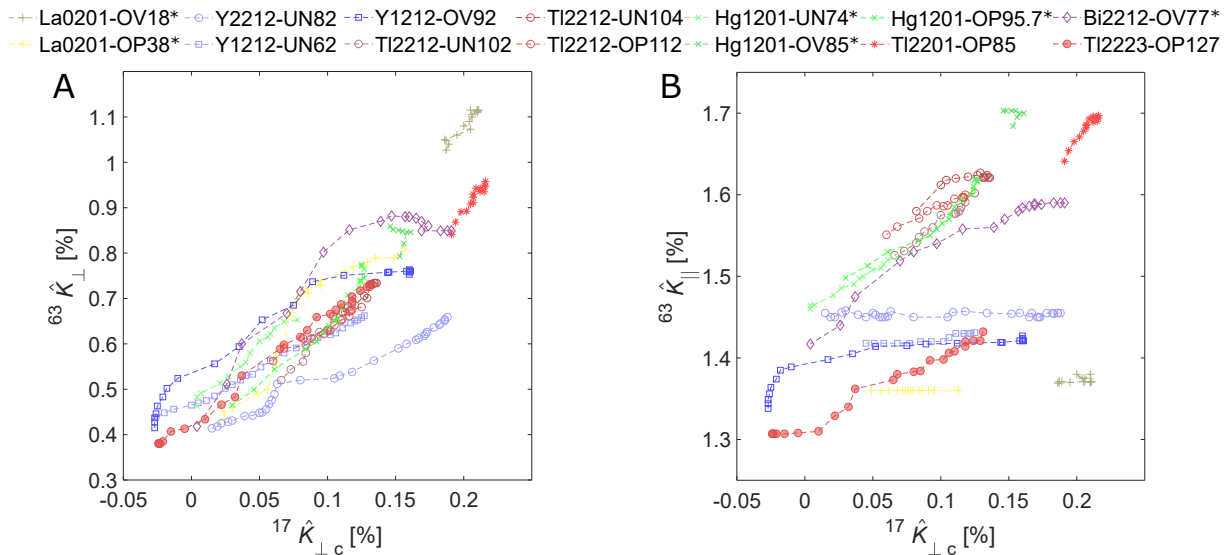 La0201-OV18* Y2212-UN82 Y1212-OV92 Tl2212-UN104 Hg1201-UN74* Hg1201-OP95.7* Bi2212-OV77*
La0201-OP38* Y1212-UN62 Tl2212-UN102 Tl2212-OP112 Hg1201-OV85* Tl2201-OP85 Tl2223-OP127
A
63 K̂⊥ [%]
1.1
1
0.9
0.8
0.7
0.6
0.5
0.4
0.3
-0.05 0 0.05 0.1 0.15 0.2
17 K̂⊥ c [%]
B
63 K̂|| [%]
1.7
1.6
1.5
1.4
1.3
-0.05 0 0.05 0.1 0.15 0.2
17 K̂⊥ c [%]